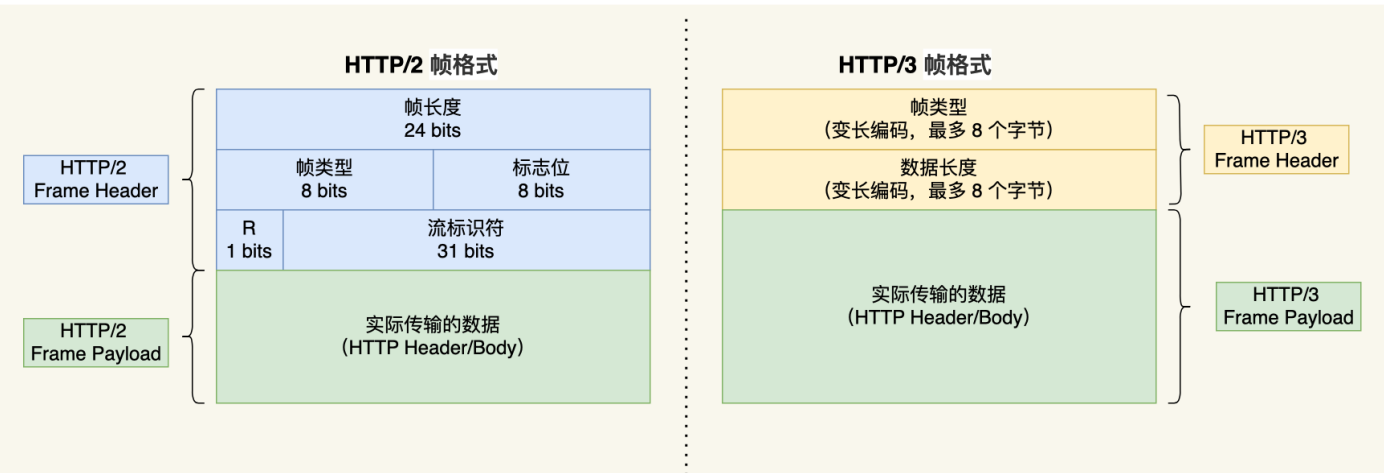 HTTP/2 帧格式
HTTP/2
Frame Header
帧长度
24 bits
帧类型
8 bits
标志位
8 bits
R
1 bits
流标识符
31 bits
HTTP/2
Frame Payload
实际传输的数据
（HTTP Header/Body）
HTTP/3 帧格式
帧类型
（变长编码，最多 8 个字节）
数据长度
（变长编码，最多 8 个字节）
HTTP/3
Frame Header
实际传输的数据
（HTTP Header/Body）
HTTP/3
Frame Payload